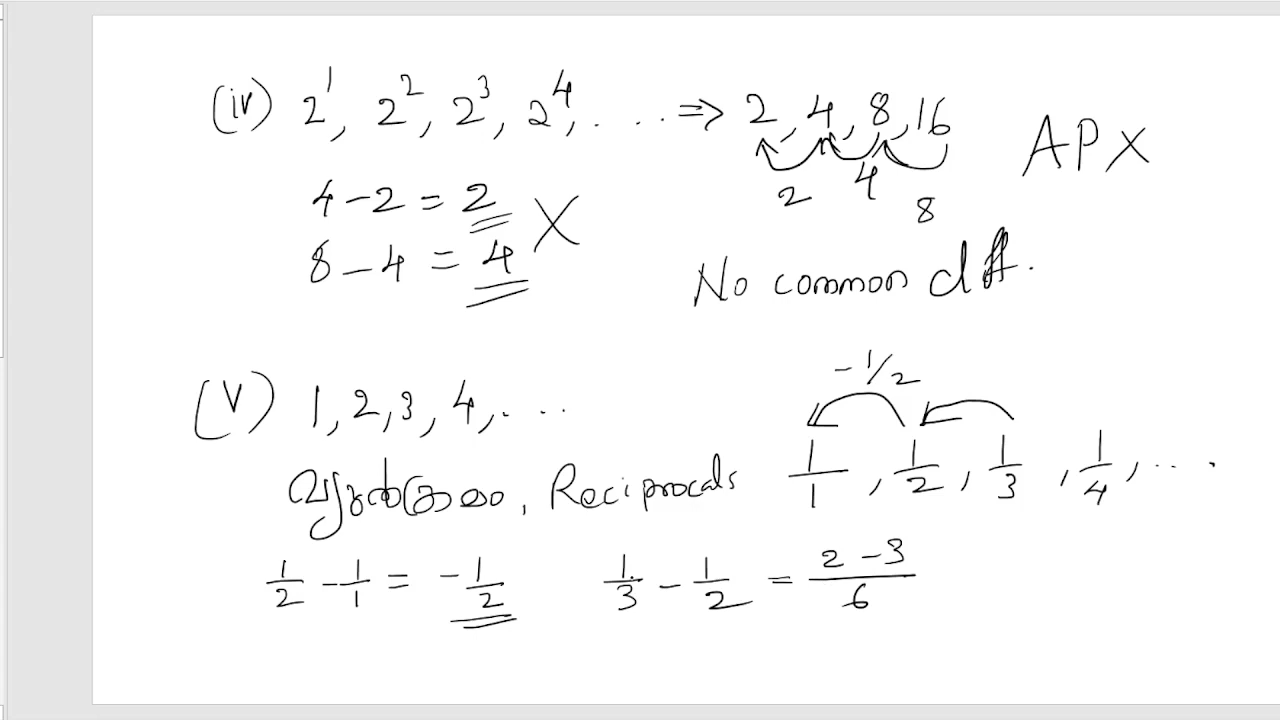 (iv) 2¹, 2², 2³, 2⁴, .... ⇒ 2, 4, 8, 16
2 4 8
AP X
4 - 2 = 2 X
8 - 4 = 4
No common diff.
(V) 1, 2, 3, 4, ....
-1/2
വ്യുൽക്രമം, Reciprocals 1/1, 1/2, 1/3, 1/4, ....
1/2 - 1/1 = -1/2 1/3 - 1/2 = 2-3/6